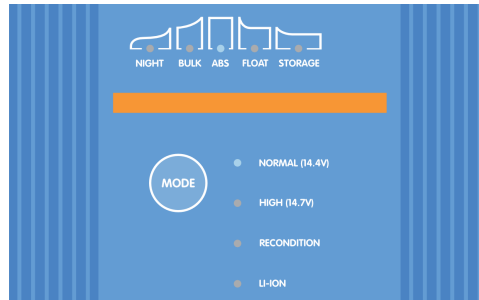 NIGHT BULK ABS FLOAT STORAGE
NORMAL (14.4V)
MODE
HIGH (14.7V)
RECONDITION
LI-ION